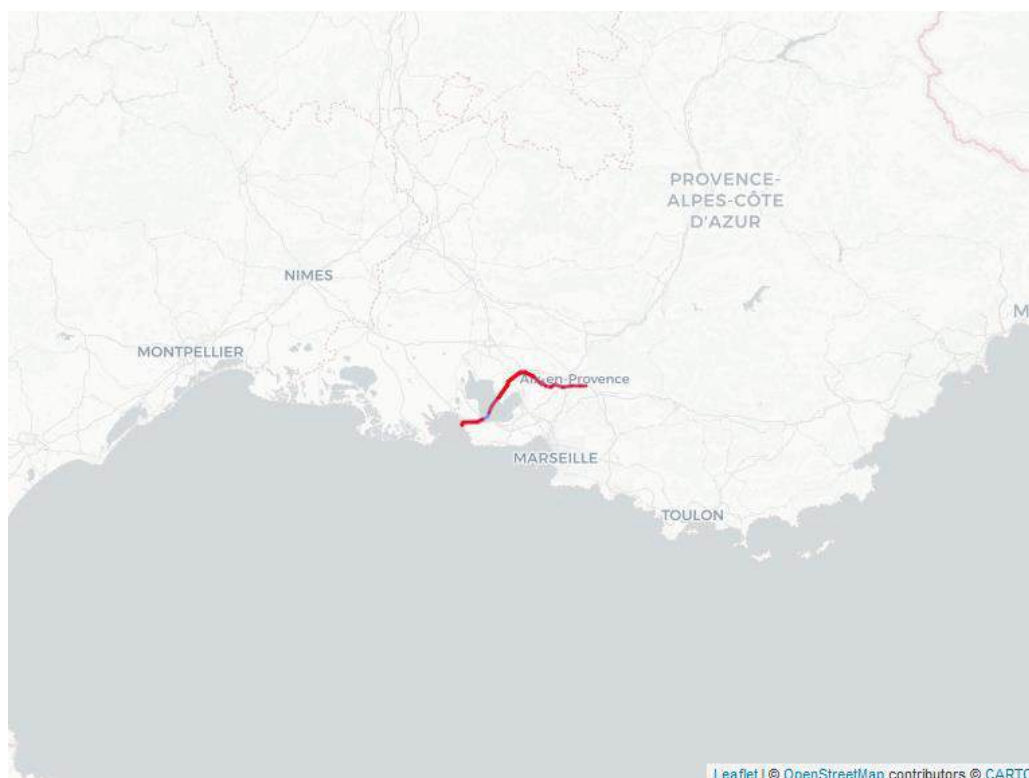 PROVENCE-
ALPES-CÔTE
D'AZUR
NIMES
M
MONTPELLIER
Aix-en-Provence
MARSEILLE
TOULON
Leaflet | © OpenStreetMap contributors © CARTO